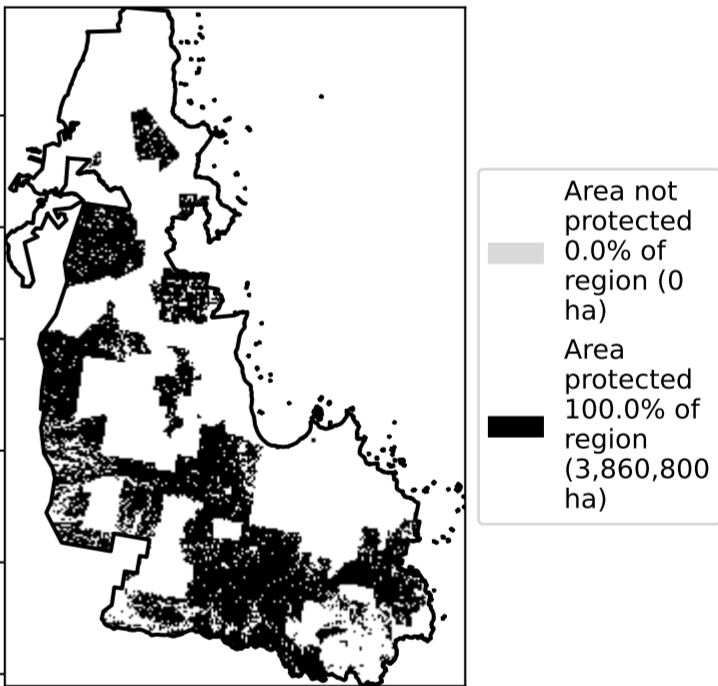 Area not
protected
0.0% of
region (0
ha)
Area
protected
100.0% of
region
(3,860,800
ha)